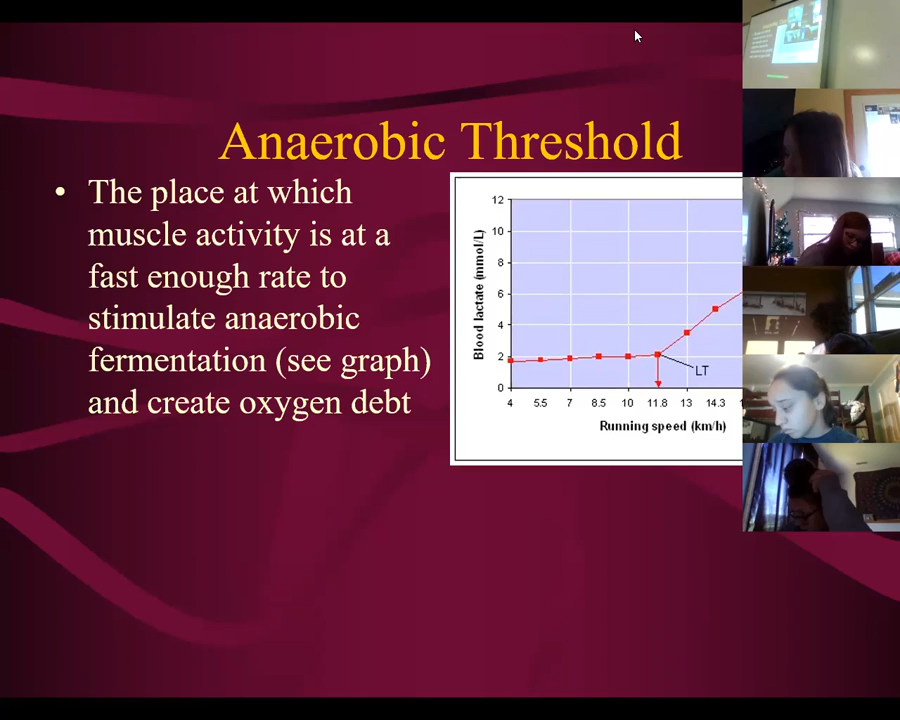 Anaerobic Threshold
• The place at which
muscle activity is at a
fast enough rate to
stimulate anaerobic
fermentation (see graph)
and create oxygen debt
Blood lactate (mmol/L)
12
10
8
6
4
2
0
LT
4 5.5 7 8.5 10 11.8 13 14.3
Running speed (km/h)